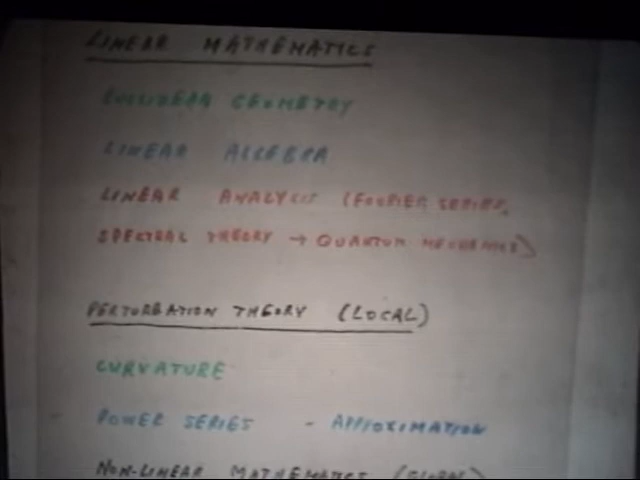 LINEAR MATHEMATICS
EUCLIDEAN GEOMETRY
LINEAR ALGEBRA
LINEAR ANALYSIS (FOURIER SERIES,
SPECTRAL THEORY → QUANTUM MECHANICS)
PERTURBATION THEORY (LOCAL)
CURVATURE
POWER SERIES - APPROXIMATION
NON-LINEAR MATHEMATICS (GLOBAL)